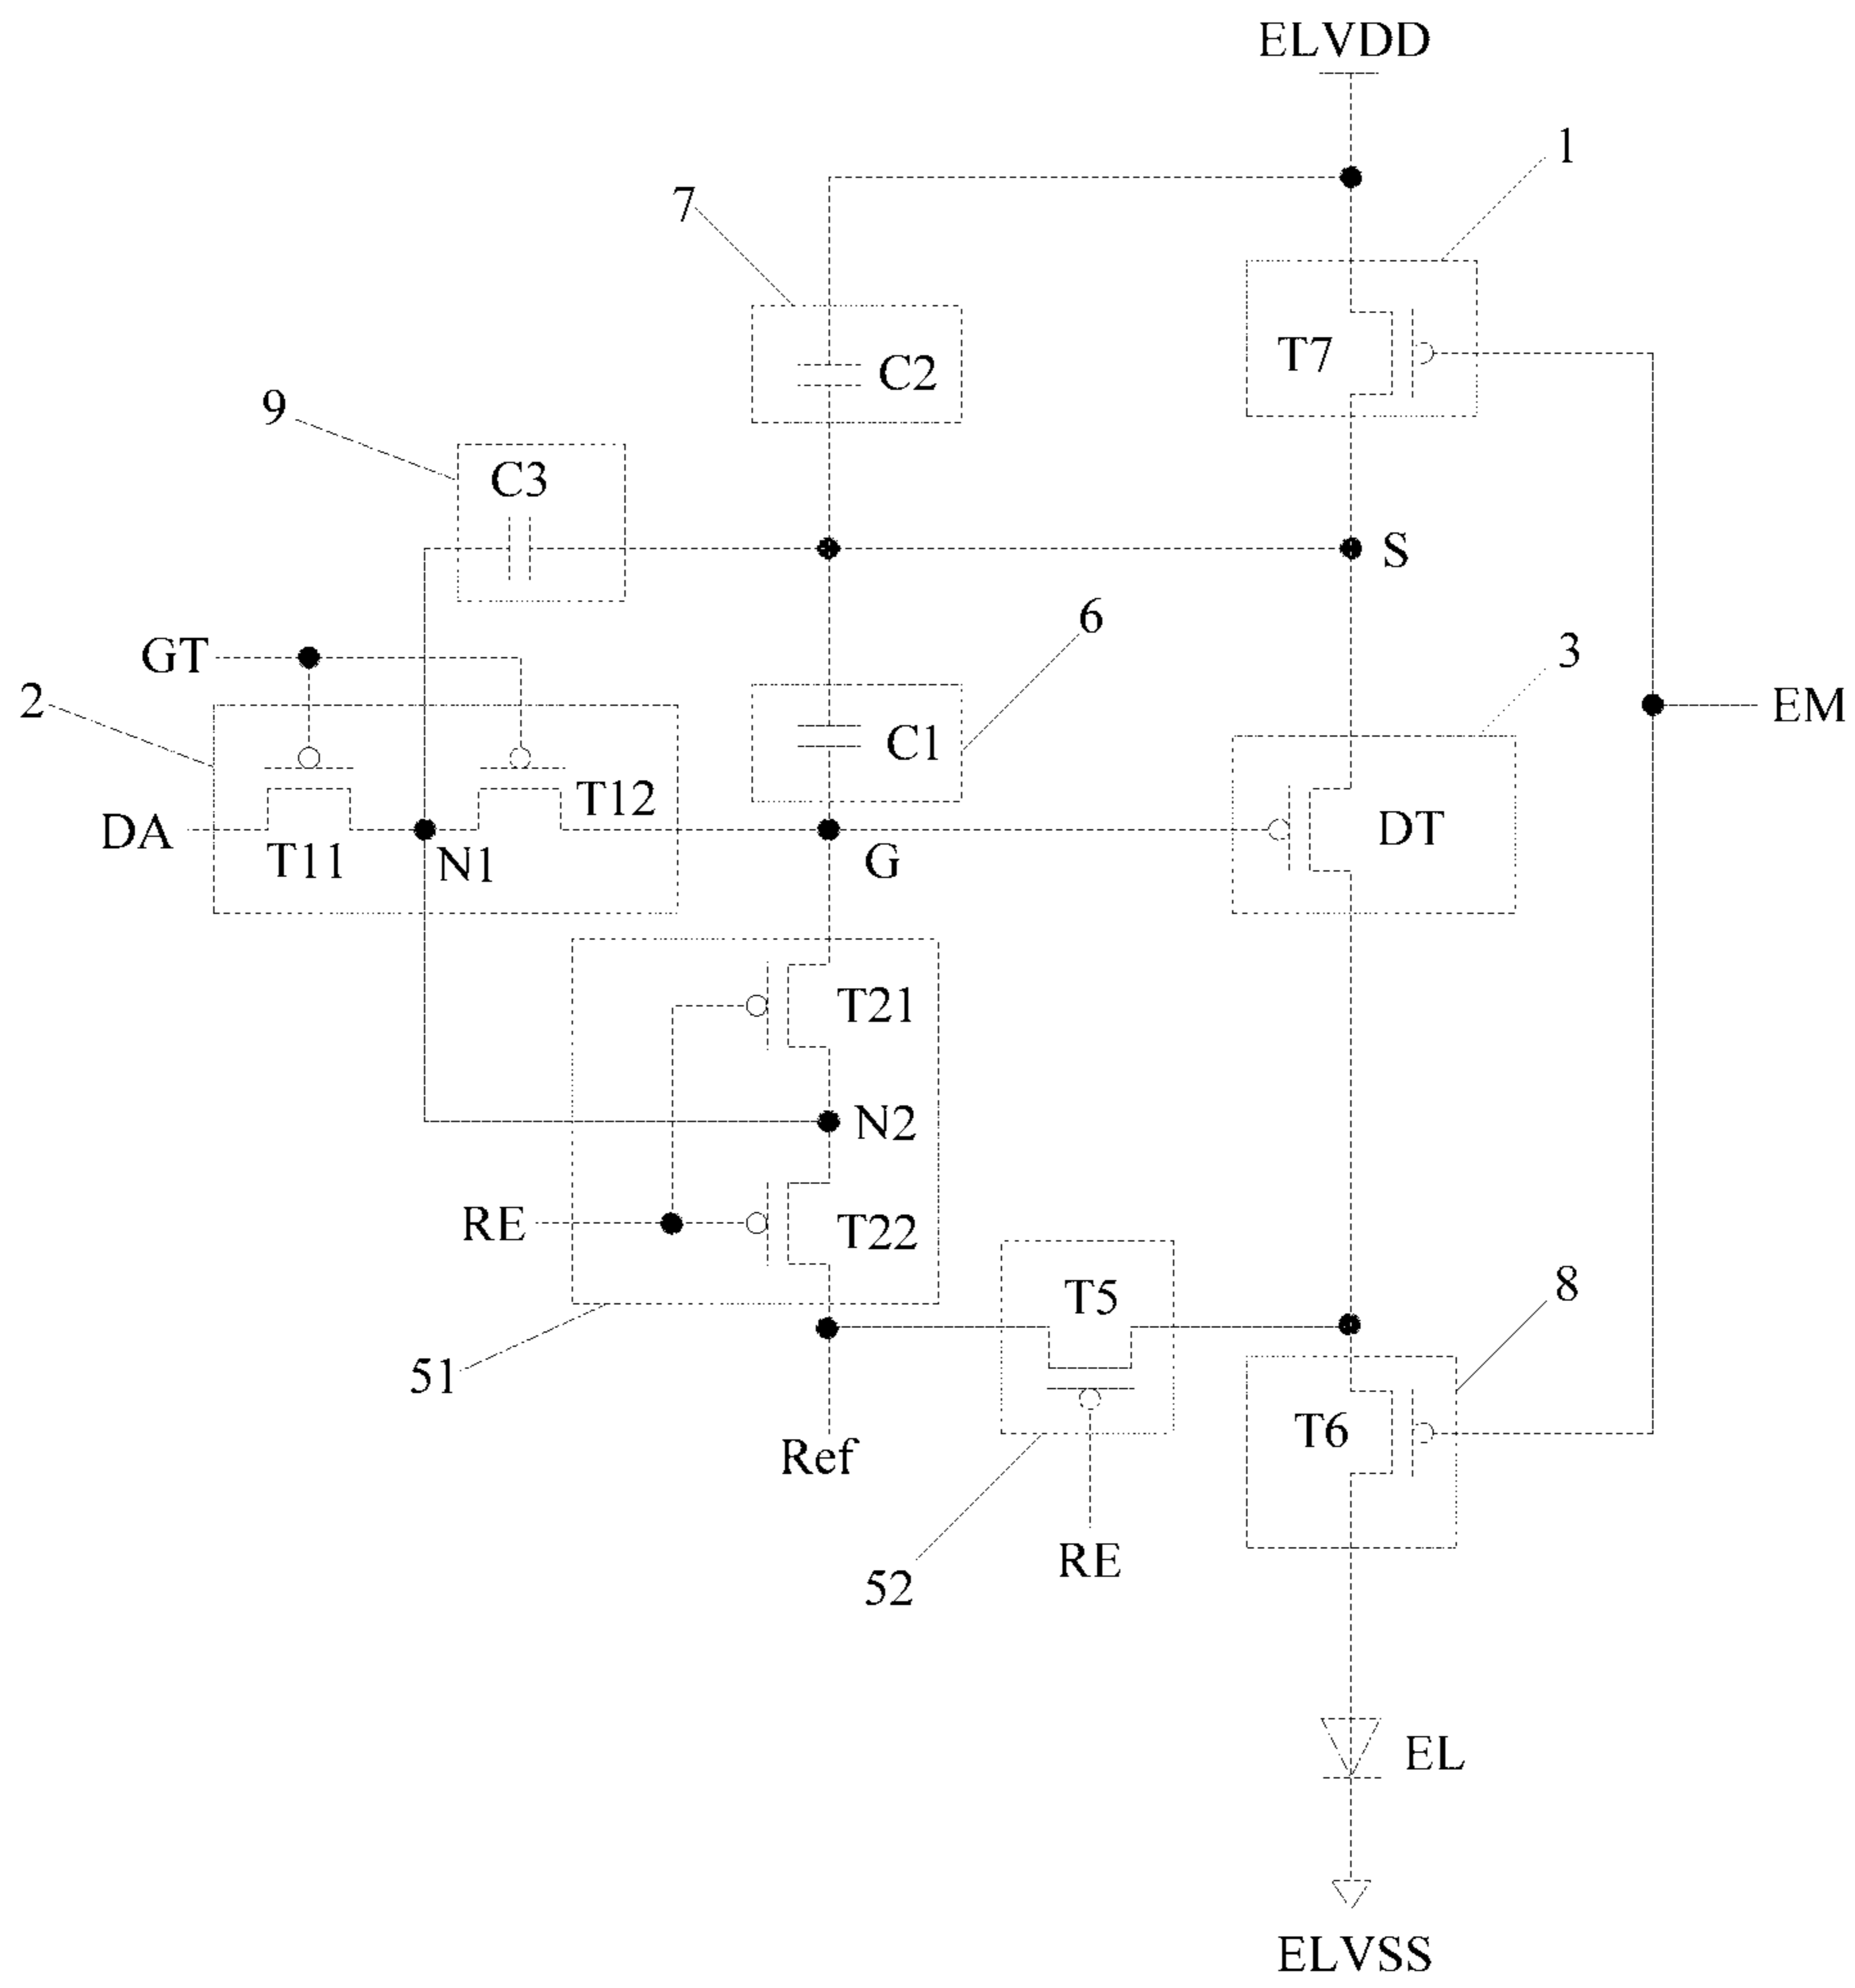 ELVDD
1
7
T7
C2
9
C3
S
6
GT
3
2
EM
C1
T12
DA
DT
T11
N1
G
T21
N2
RE
T22
T5
8
51
T6
Ref
RE
52
EL
ELVSS